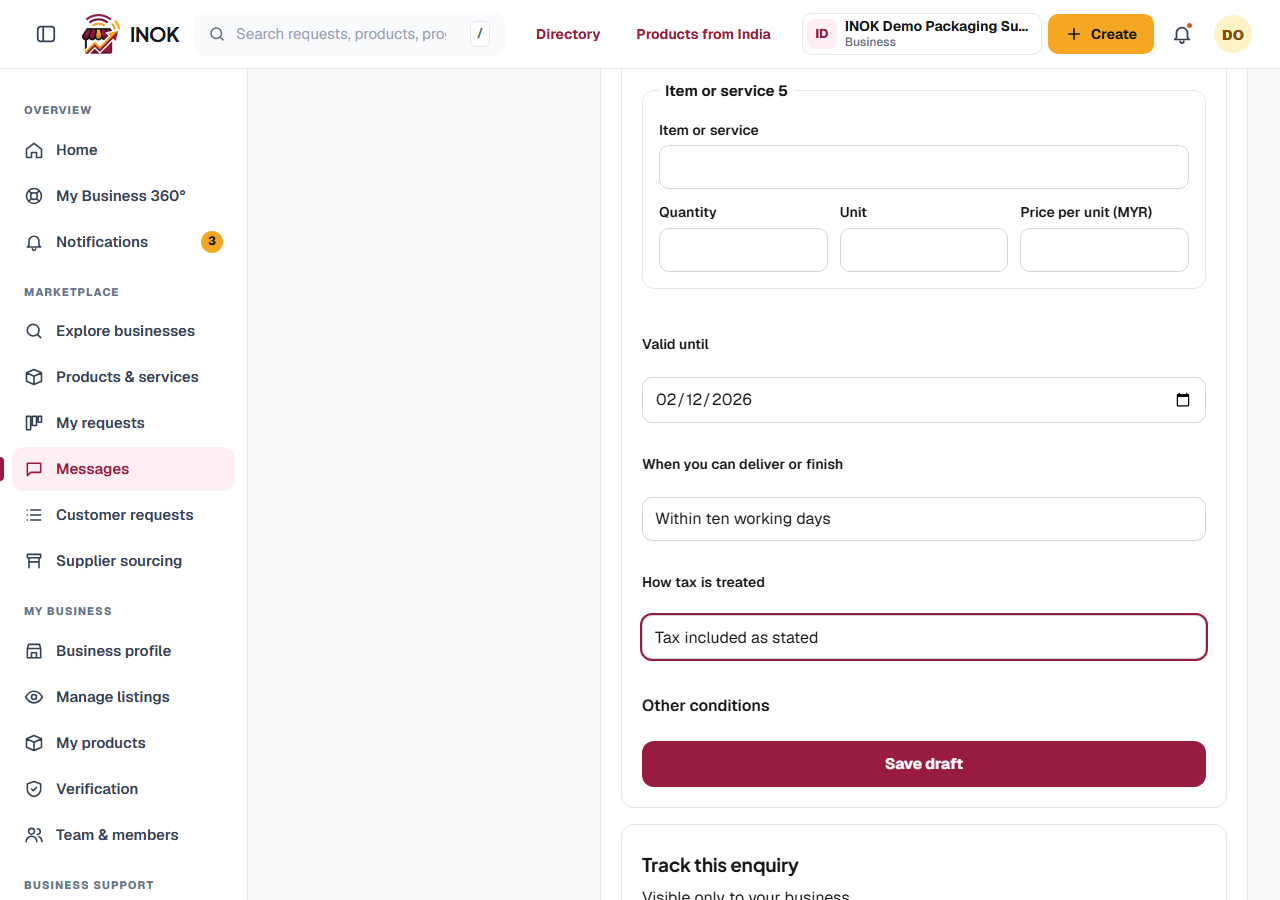 INOK
Search requests, products, pro
/
Directory
Products from India
ID
INOK Demo Packaging Su...
Business
Create
DO
OVERVIEW
Home
My Business 360°
Notifications
3
MARKETPLACE
Explore businesses
Products & services
My requests
Messages
Customer requests
Supplier sourcing
MY BUSINESS
Business profile
Manage listings
My products
Verification
Team & members
BUSINESS SUPPORT
Item or service 5
Item or service
Quantity
Unit
Price per unit (MYR)
Valid until
02/12/2026
When you can deliver or finish
Within ten working days
How tax is treated
Tax included as stated
Other conditions
Save draft
Track this enquiry
Visible only to your business